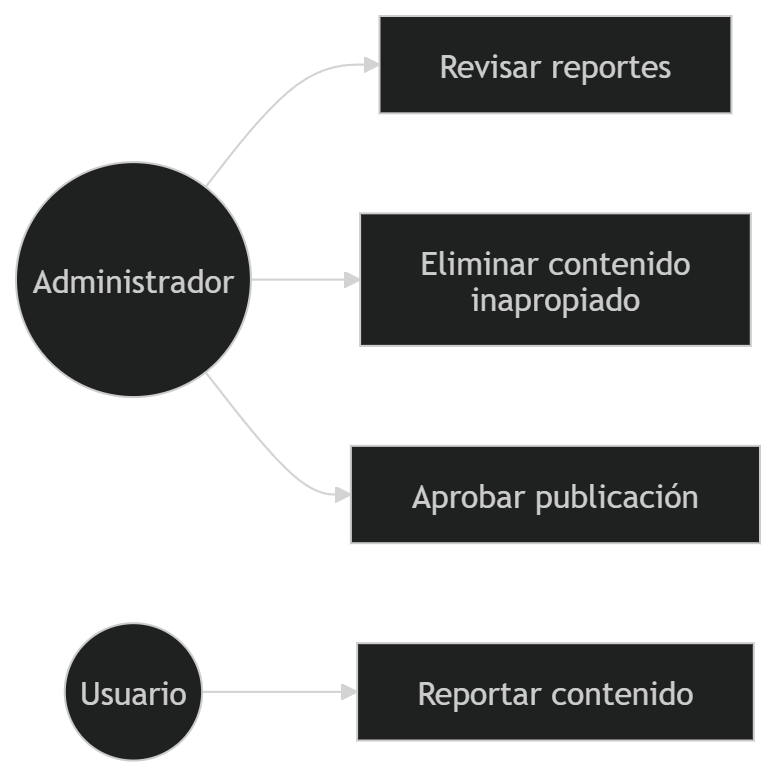 Revisar reportes
Administrador
Eliminar contenido
inapropiado
Aprobar publicación
Usuario
Reportar contenido